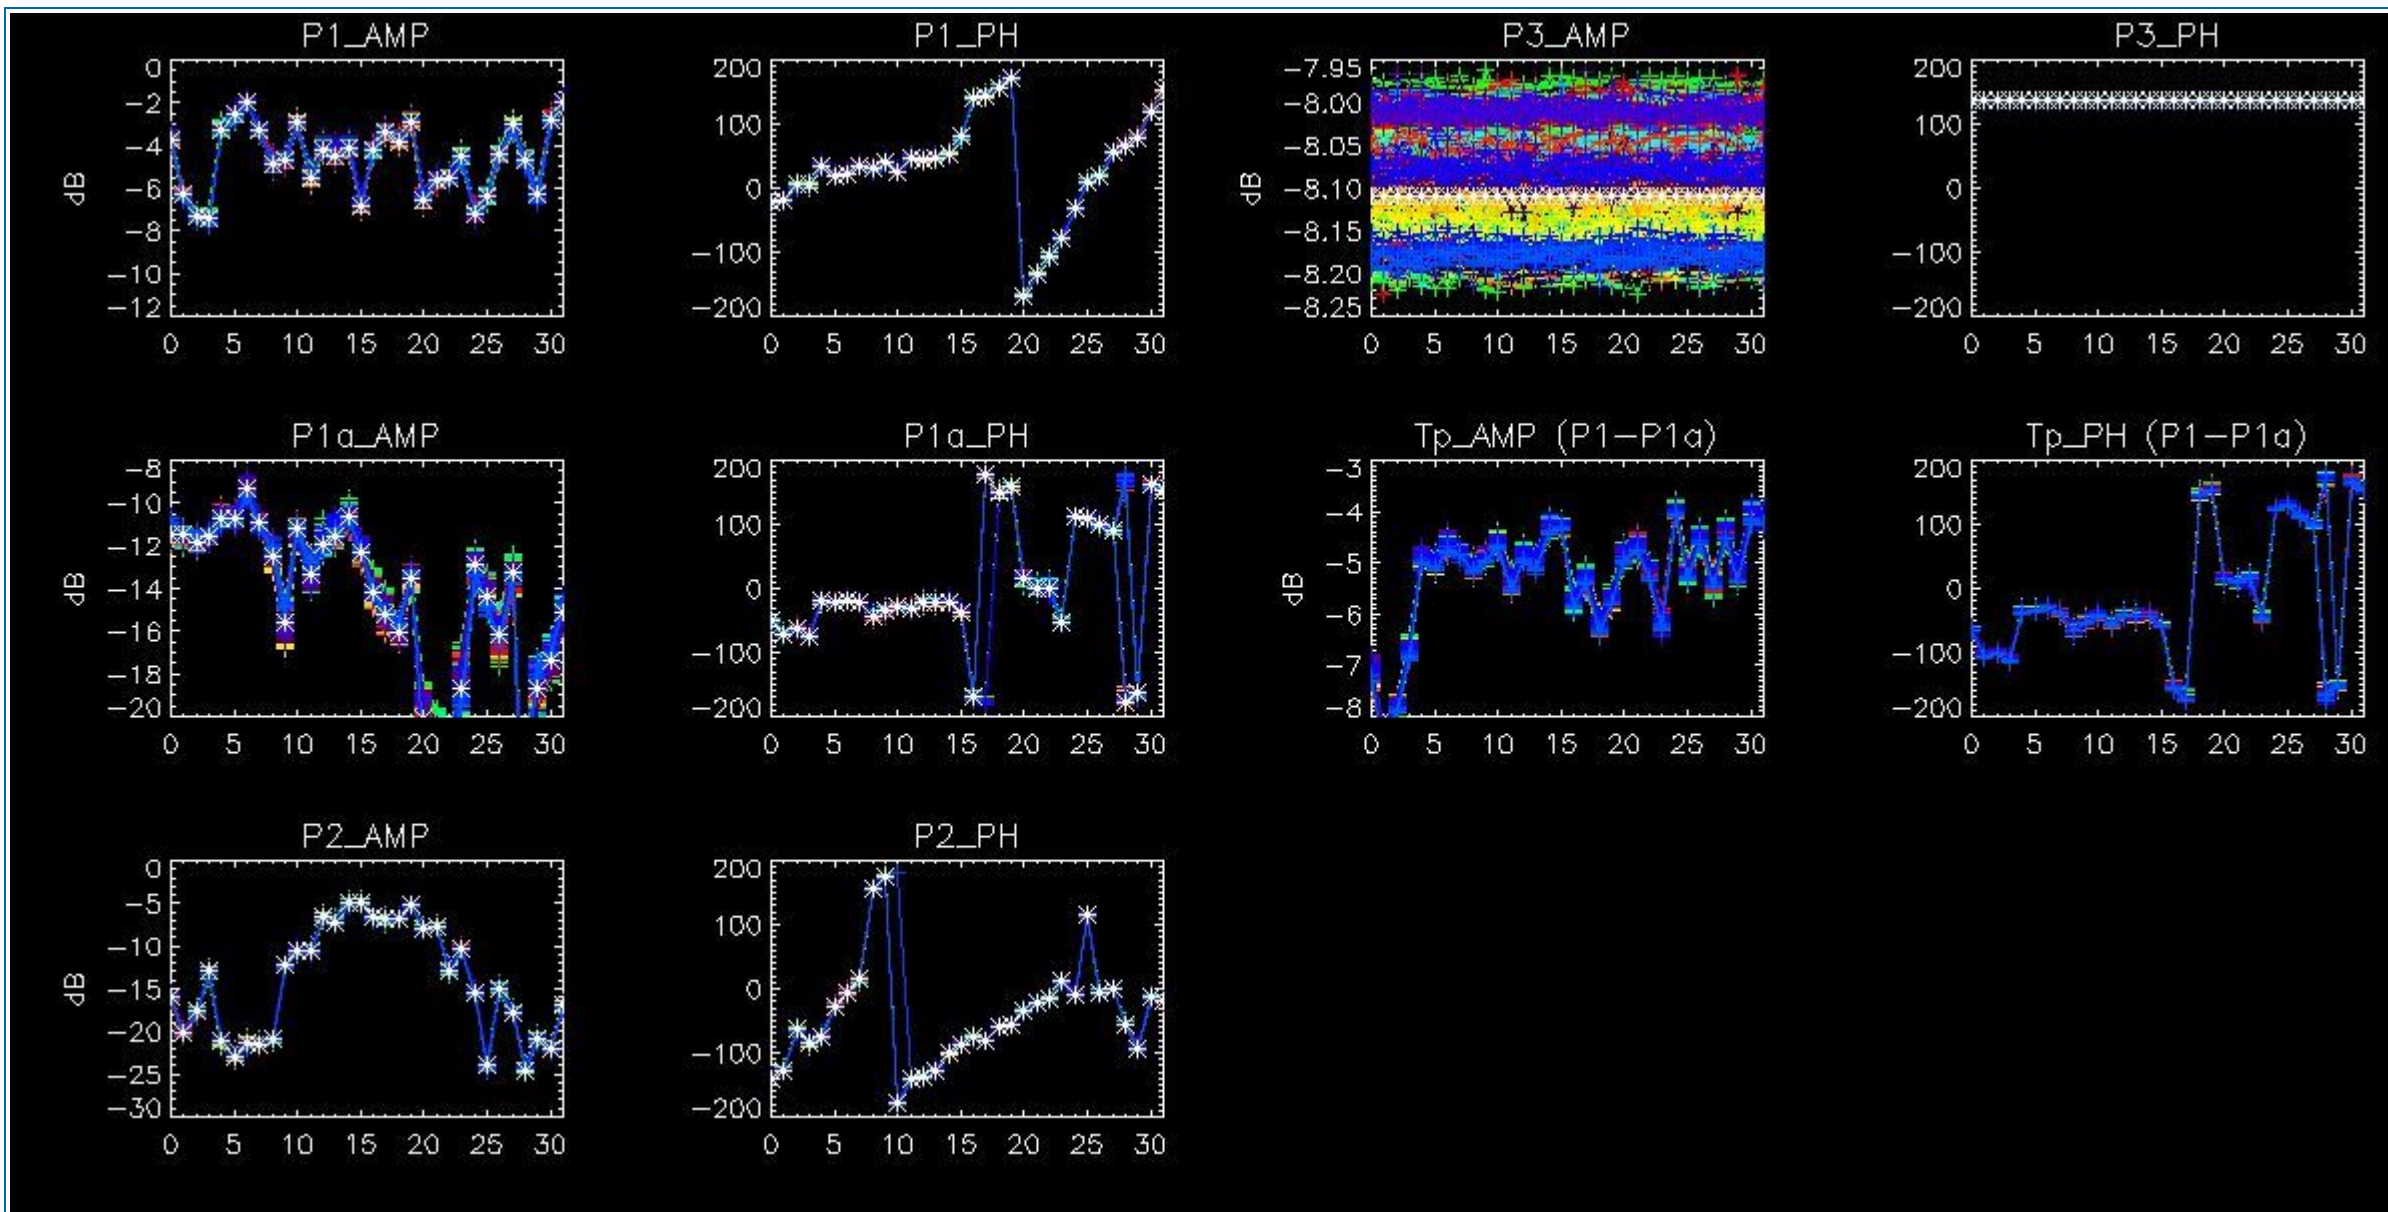 P1_AMP
0
−2
−4
−6
−8
−10
−12
dB
0 5 10 15 20 25 30
P1_PH
200
100
0
−100
−200
0 5 10 15 20 25 30
P3_AMP
−7.95
−8.00
−8.05
−8.10
−8.15
−8.20
−8.25
dB
0 5 10 15 20 25 30
P3_PH
200
100
0
−100
−200
0 5 10 15 20 25 30
P1a_AMP
−8
−10
−12
−14
−16
−18
−20
dB
0 5 10 15 20 25 30
P1a_PH
200
100
0
−100
−200
0 5 10 15 20 25 30
Tp_AMP (P1−P1a)
−3
−4
−5
−6
−7
−8
dB
0 5 10 15 20 25 30
Tp_PH (P1−P1a)
200
100
0
−100
−200
0 5 10 15 20 25 30
P2_AMP
0
−5
−10
−15
−20
−25
−30
dB
0 5 10 15 20 25 30
P2_PH
200
100
0
−100
−200
0 5 10 15 20 25 30